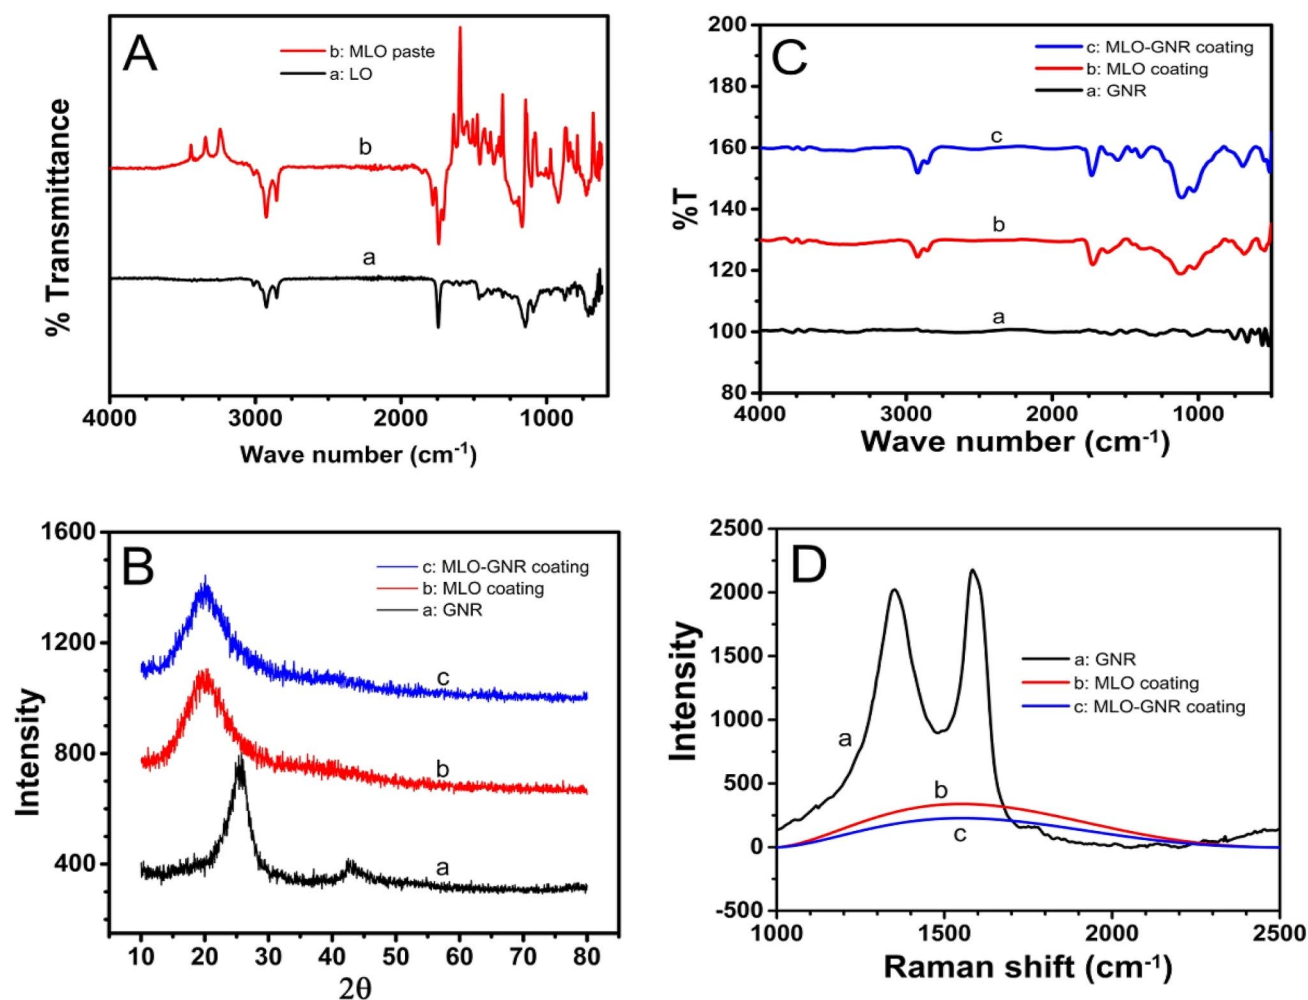 A
b: MLO paste
a: LO
b
a
% Transmittance
4000 3000 2000 1000
Wave number (cm-1)
C
200
180
160
140
120
100
80
c: MLO-GNR coating
b: MLO coating
a: GNR
c
b
a
%T
4000 3000 2000 1000
Wave number (cm-1)
B
1600
1200
800
400
c: MLO-GNR coating
b: MLO coating
a: GNR
c
b
a
Intensity
10 20 30 40 50 60 70 80
2θ
D
2500
2000
1500
1000
500
0
-500
a: GNR
b: MLO coating
c: MLO-GNR coating
a
b
c
Intensity
1000 1500 2000 2500
Raman shift (cm-1)